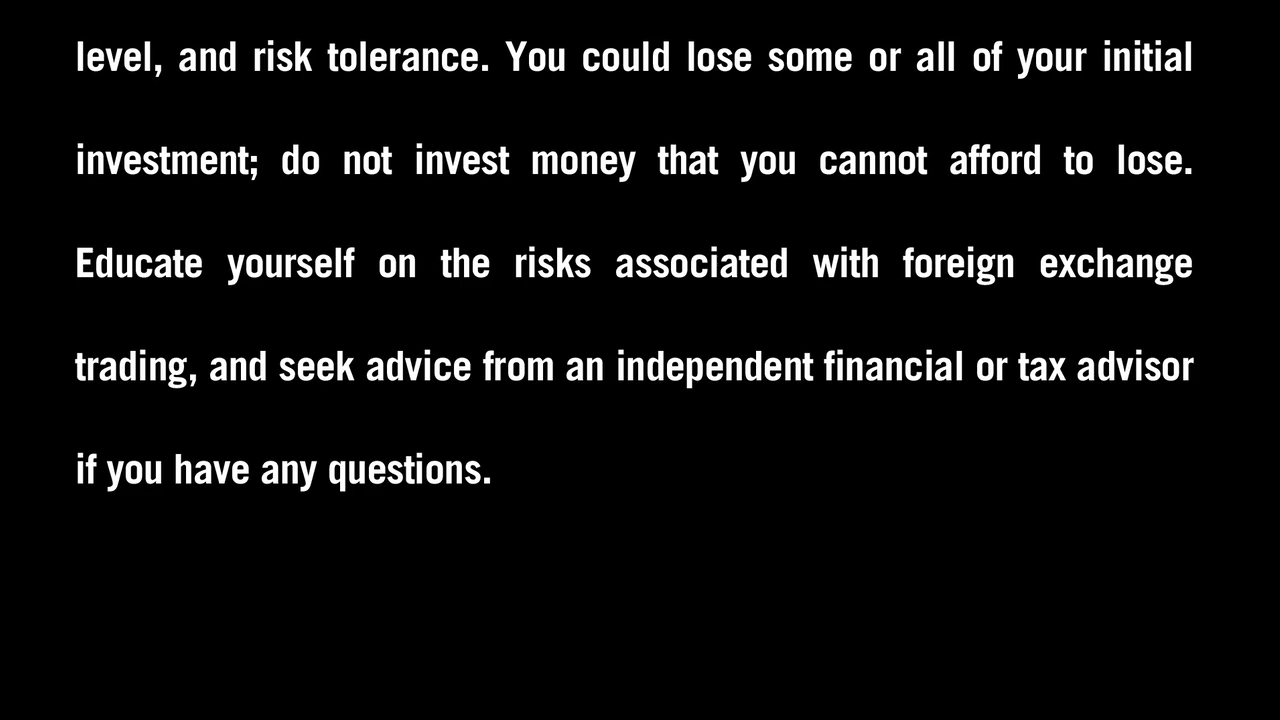 level, and risk tolerance. You could lose some or all of your initial
investment; do not invest money that you cannot afford to lose.
Educate yourself on the risks associated with foreign exchange
trading, and seek advice from an independent financial or tax advisor
if you have any questions.